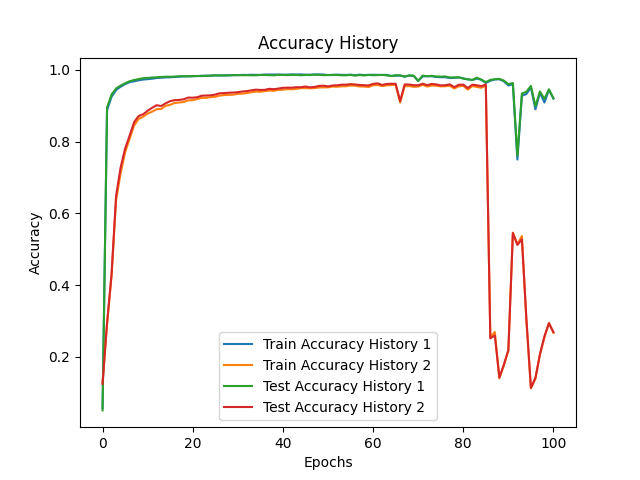 Accuracy History
1.0
0.8
0.6
0.4
0.2
Accuracy
Train Accuracy History 1
Train Accuracy History 2
Test Accuracy History 1
Test Accuracy History 2
0 20 40 60 80 100
Epochs